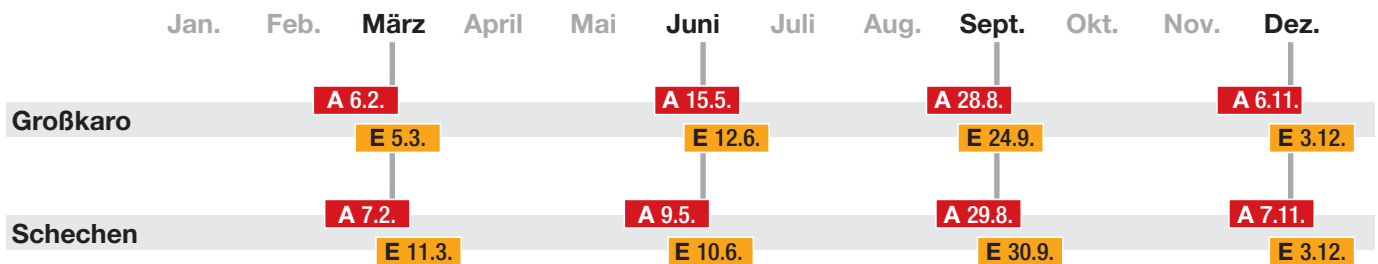 Jan. Feb. März April Mai Juni Juli Aug. Sept. Okt. Nov. Dez.
A 6.2. A 15.5. A 28.8. A 6.11.
Großkaro
E 5.3. E 12.6. E 24.9. E 3.12.
A 7.2. A 9.5. A 29.8. A 7.11.
Schechen
E 11.3. E 10.6. E 30.9. E 3.12.